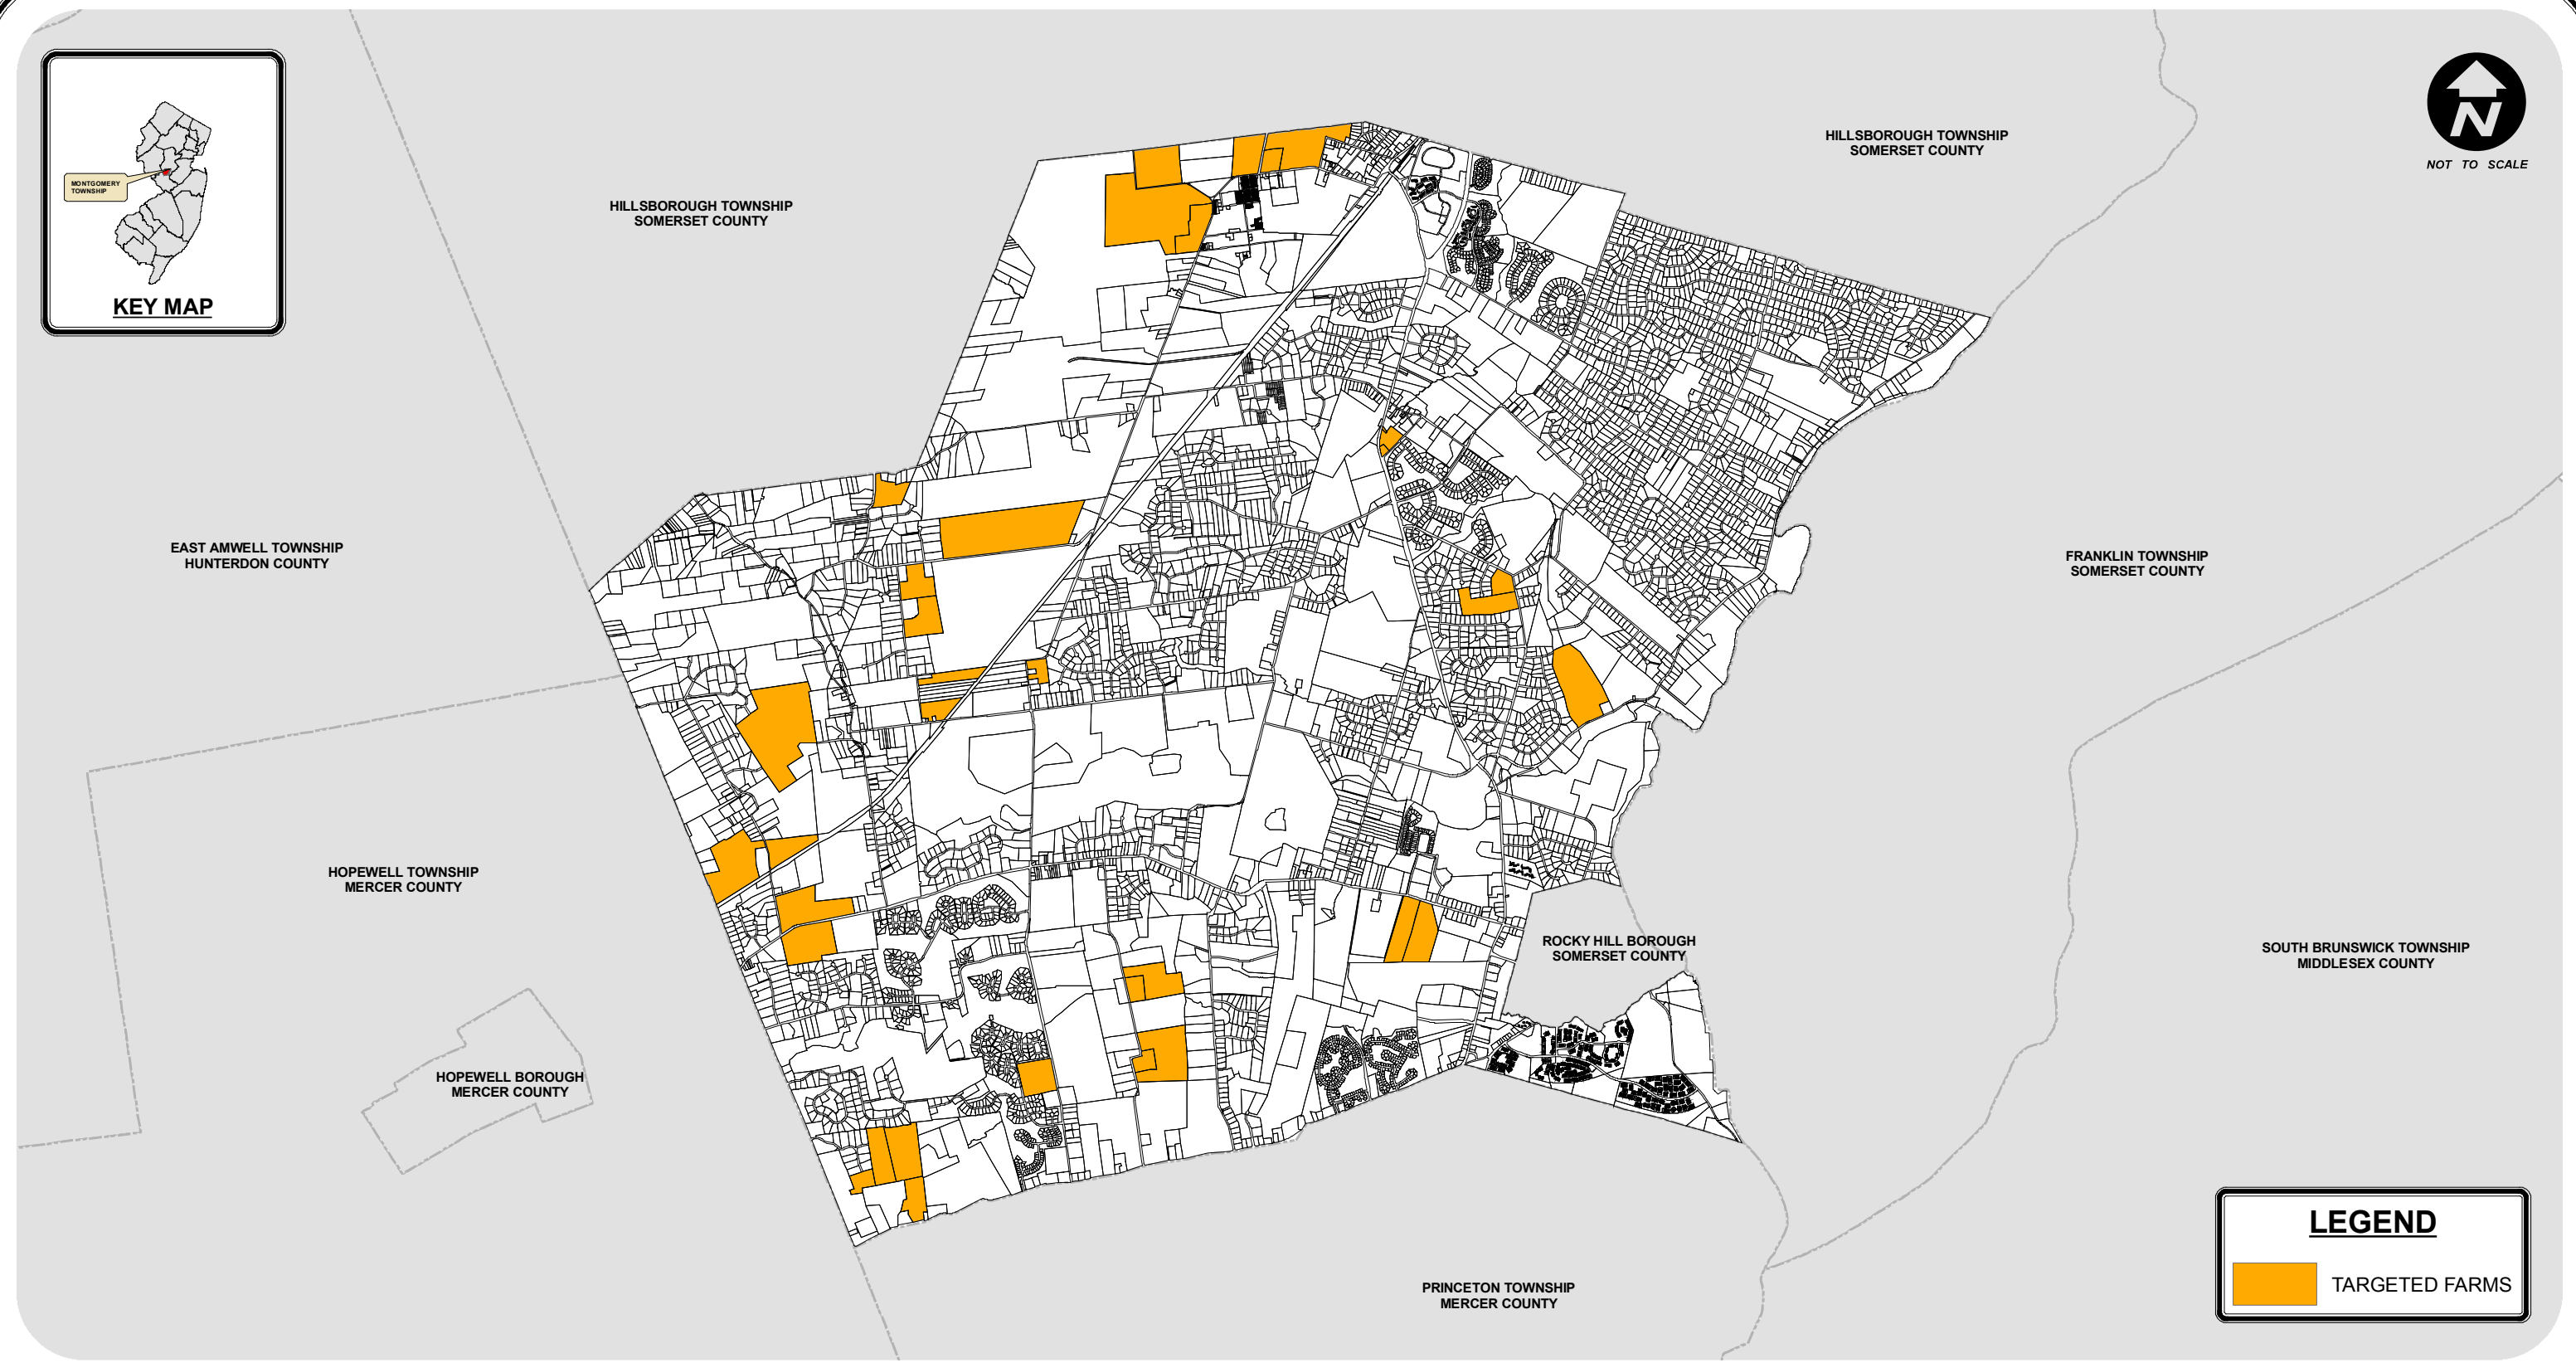 MONTGOMERY
TOWNSHIP
KEY MAP
HILLSBOROUGH TOWNSHIP
SOMERSET COUNTY
HILLSBOROUGH TOWNSHIP
SOMERSET COUNTY
N
NOT TO SCALE
EAST AMWELL TOWNSHIP
HUNTERDON COUNTY
FRANKLIN TOWNSHIP
SOMERSET COUNTY
HOPEWELL TOWNSHIP
MERCER COUNTY
ROCKY HILL BOROUGH
SOMERSET COUNTY
SOUTH BRUNSWICK TOWNSHIP
MIDDLESEX COUNTY
HOPEWELL BOROUGH
MERCER COUNTY
PRINCETON TOWNSHIP
MERCER COUNTY
LEGEND
TARGETED FARMS